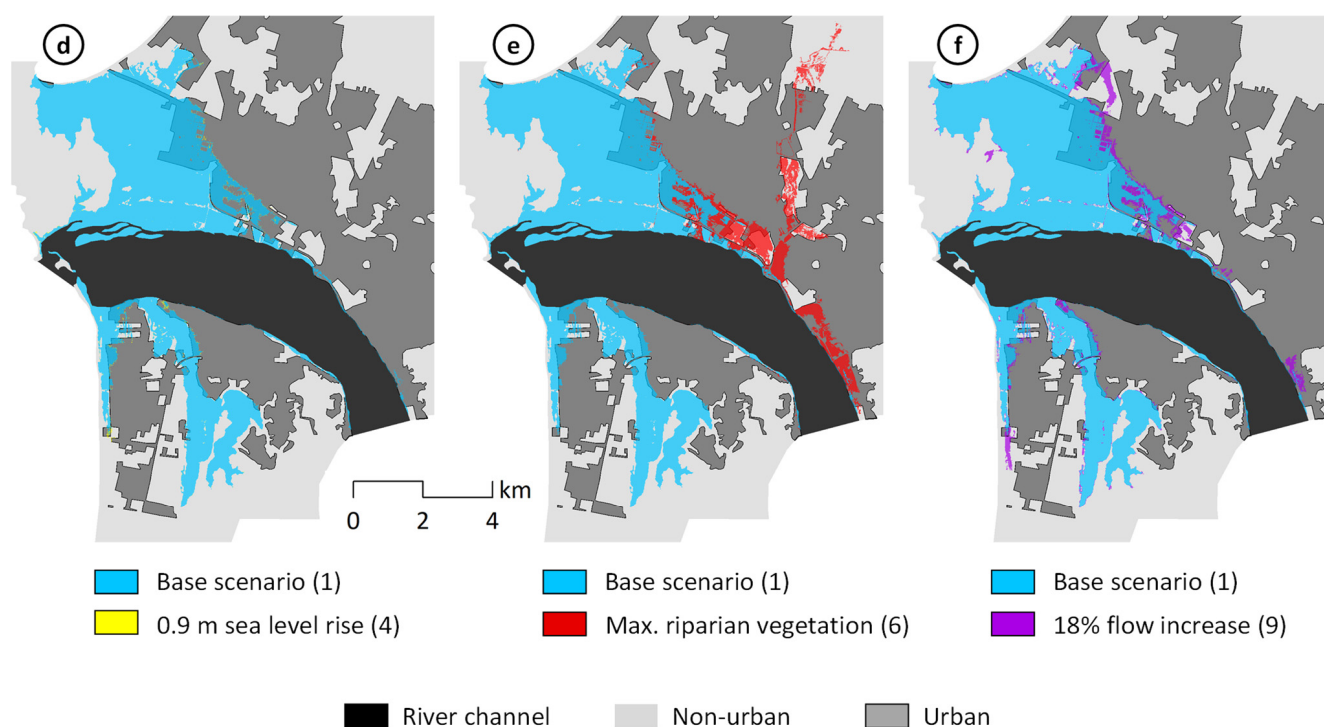 d
e
f
km
0 2 4
Base scenario (1)
0.9 m sea level rise (4)
Base scenario (1)
Max. riparian vegetation (6)
Base scenario (1)
18% flow increase (9)
River channel
Non-urban
Urban